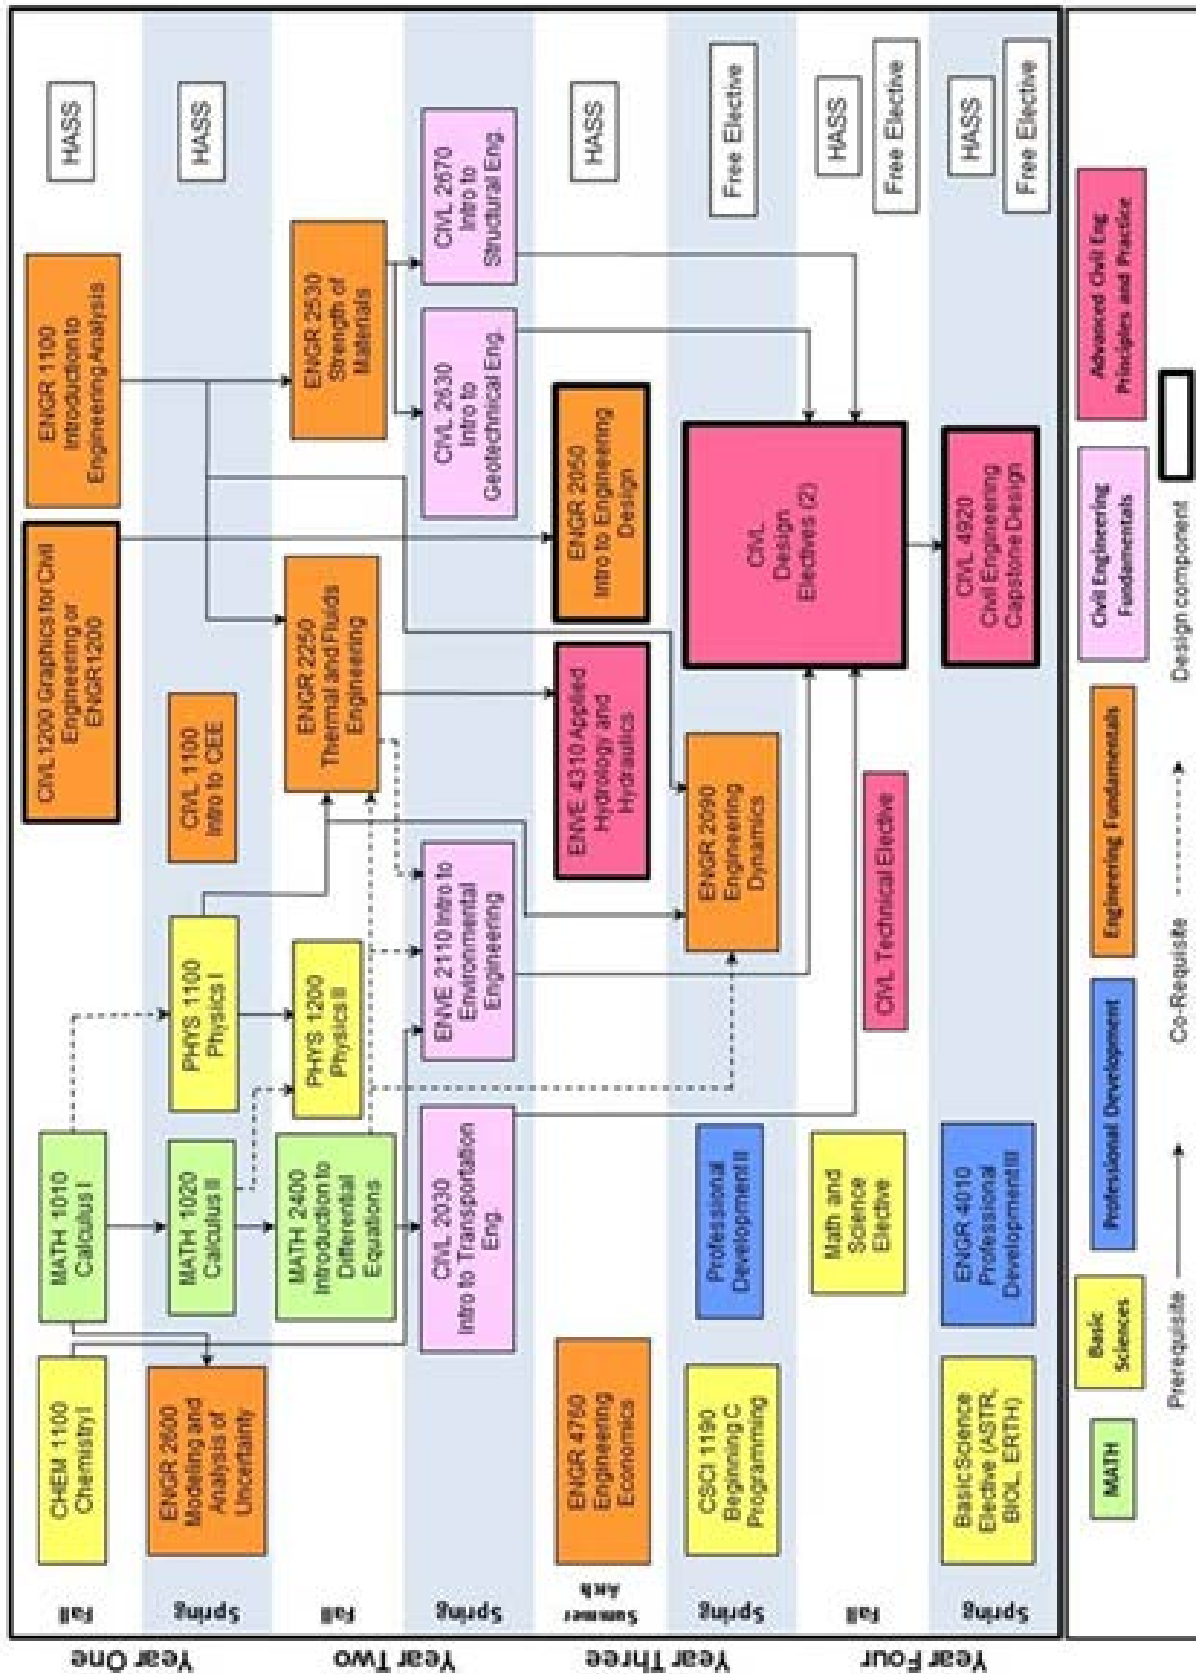 Year One
Fall
CHEM 1100
Chemistry I
MATH 1010
Calculus I
CIVL1200 Graphics for Civil
Engineering or
ENGR1200
ENGR 1100
Introduction to
Engineering Analysis
HASS
Spring
ENGR 2600
Modeling and
Analysis of
Uncertainty
MATH 1020
Calculus II
PHYS 1100
Physics I
CIVL 1100
Intro to CEE
HASS
Year Two
Fall
MATH 2400
Introduction to
Differential
Equations
PHYS 1200
Physics II
ENGR 2250
Thermal and Fluids
Engineering
ENGR 2530
Strength of
Materials
Spring
CIVL 2030
Intro to Transportation
Eng.
ENVE 2110 Intro to
Environmental
Engineering
CIVL 2630
Intro to
Geotechnical Eng.
CIVL 2670
Intro to
Structural Eng.
Year Three
Summer
Arch
ENGR 4760
Engineering
Economics
ENVE 4310 Applied
Hydrology and
Hydraulics
ENGR 2050
Intro to Engineering
Design
HASS
Spring
CSCI 1190
Beginning C
Programming
Professional
Development II
ENGR 2090
Engineering
Dynamics
CIVL
Design
Electives (2)
Free Elective
Year Four
Fall
Math and
Science
Elective
CIVL Technical Elective
HASS
Free Elective
Spring
Basic Science
Elective (ASTR,
BIOL, ERTH)
ENGR 4010
Professional
Development III
CIVL 4920
Civil Engineering
Capstone Design
HASS
Free Elective
MATH
Basic
Sciences
Professional Development
Engineering Fundamentals
Civil Engineering
Fundamentals
Advanced Civil Eng
Principles and Practice
Prerequisite
Co-Requisite
Design component